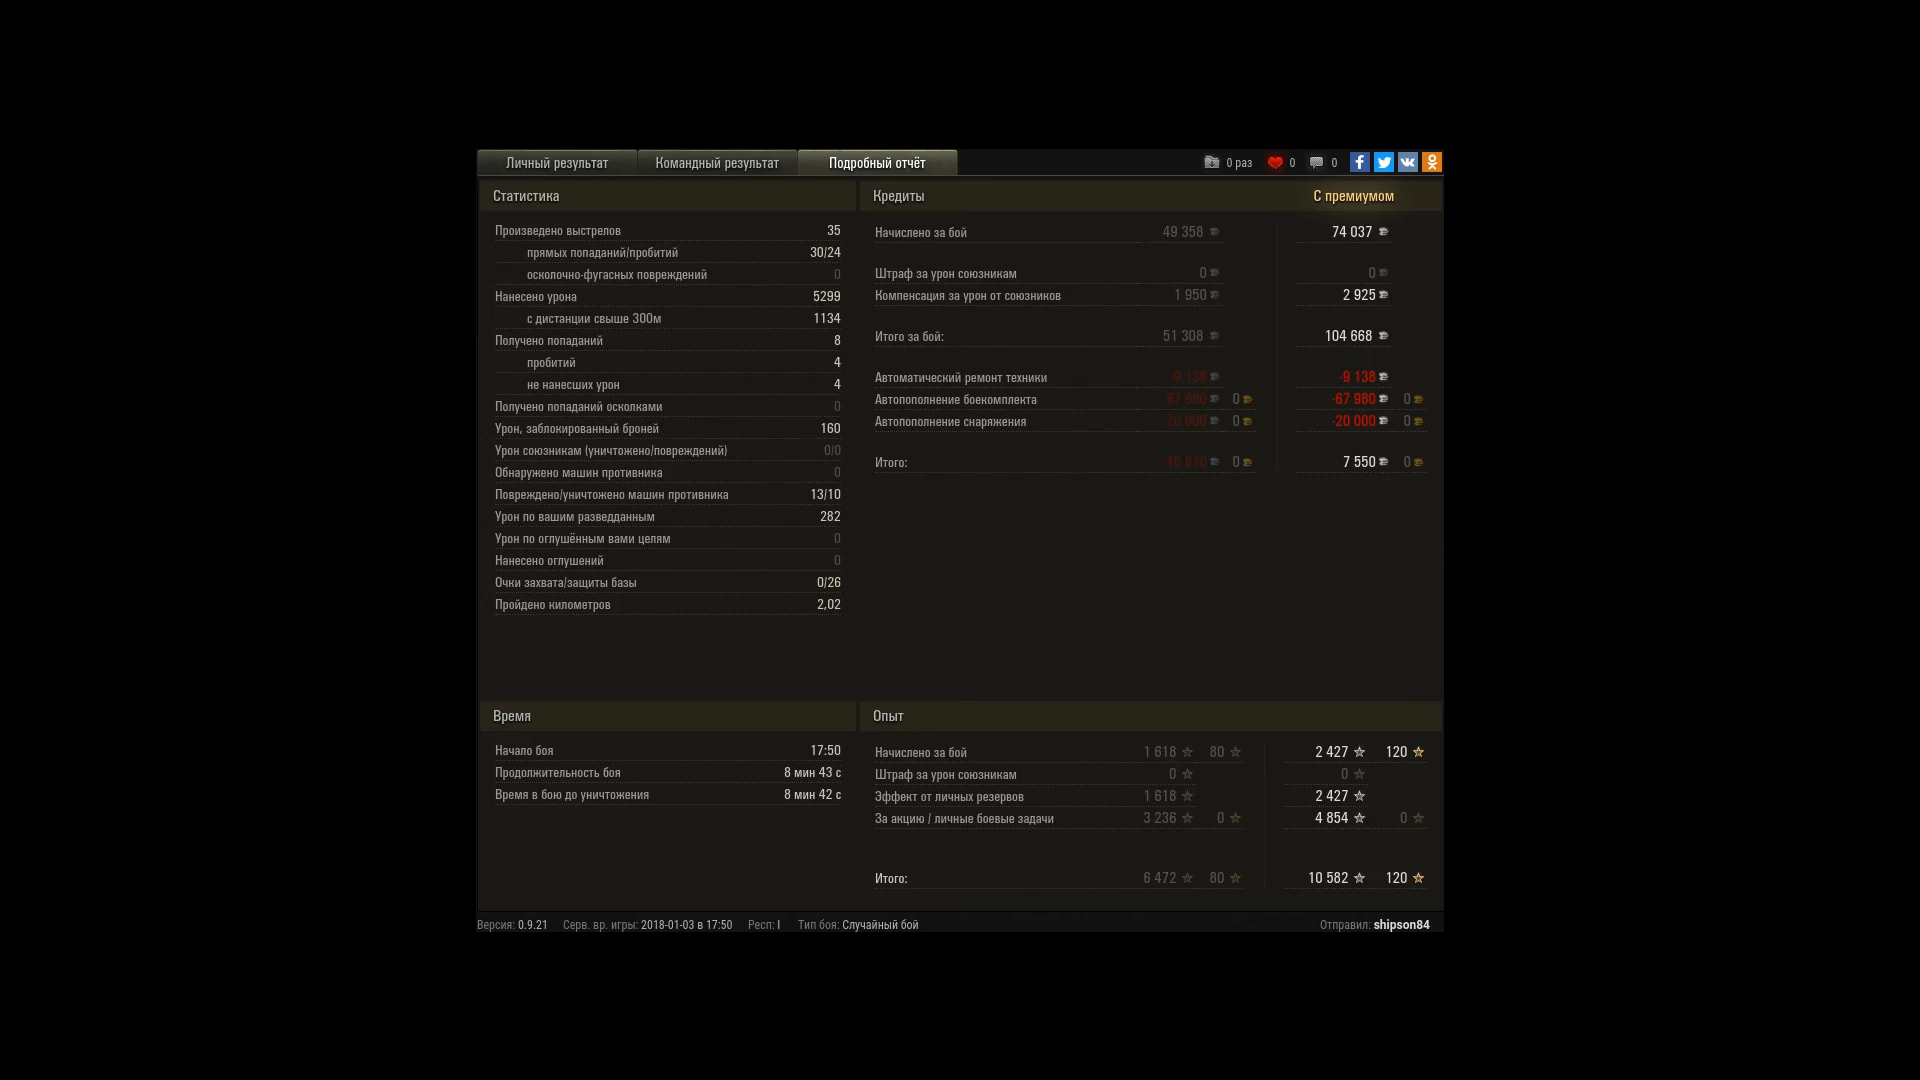 Личный результат Командный результат Подробный отчёт 0 раз 0 0
Статистика
Произведено выстрелов 35
прямых попаданий/пробитий 30/24
осколочно-фугасных повреждений 0
Нанесено урона 5299
с дистанции свыше 300м 1134
Получено попаданий 8
пробитий 4
не нанесших урон 4
Получено попаданий осколками 0
Урон, заблокированный броней 160
Урон союзникам (уничтожено/повреждений) 0/0
Обнаружено машин противника 0
Повреждено/уничтожено машин противника 13/10
Урон по вашим разведданным 282
Урон по оглушённым вами целям 0
Нанесено оглушений 0
Очки захвата/защиты базы 0/26
Пройдено километров 2,02
Кредиты С премиумом
Начислено за бой 49 358 74 037
Штраф за урон союзникам 0 0
Компенсация за урон от союзников 1 950 2 925
Итого за бой: 51 308 104 668
Автоматический ремонт техники -9 138 -9 138
Автопополнение боекомплекта -67 980 0 -67 980 0
Автопополнение снаряжения -20 000 0 -20 000 0
Итого: -45 810 0 7 550 0
Время
Начало боя 17:50
Продолжительность боя 8 мин 43 с
Время в бою до уничтожения 8 мин 42 с
Опыт
Начислено за бой 1 618 80 2 427 120
Штраф за урон союзникам 0 0
Эффект от личных резервов 1 618 2 427
За акцию / личные боевые задачи 3 236 0 4 854 0
Итого: 6 472 80 10 582 120
Версия: 0.9.21 Серв. вр. игры: 2018-01-03 в 17:50 Респ: I Тип боя: Случайный бой Отправил: shipson84